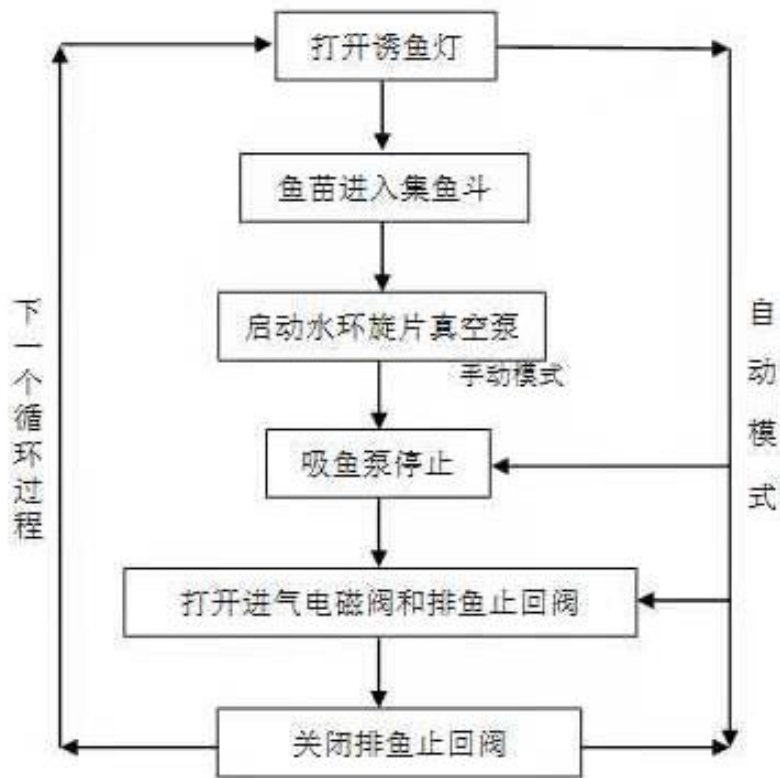 打开诱鱼灯
鱼苗进入集鱼斗
启动水环旋片真空泵
手动模式
吸鱼泵停止
打开进气电磁阀和排鱼止回阀
关闭排鱼止回阀
下一个循环过程
自动模式